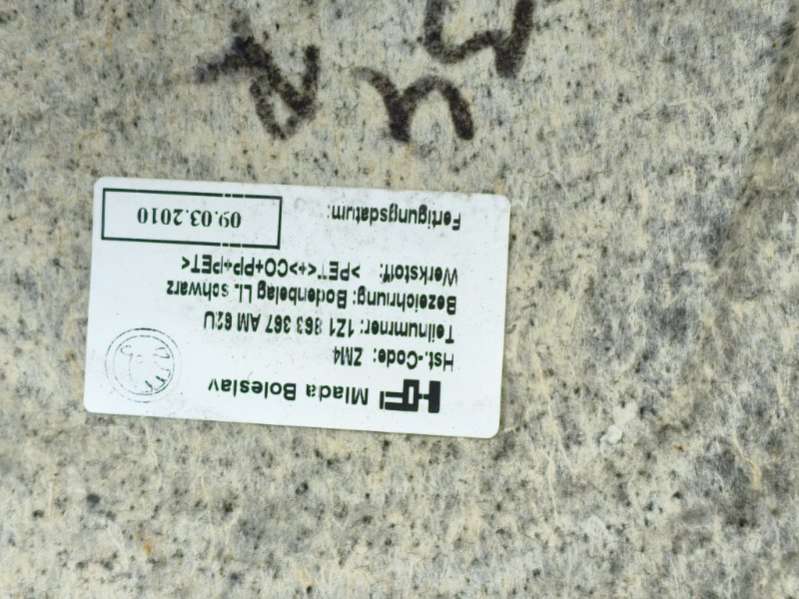 HP Mlada Boleslav
Hst.-Code: ZM4
Teilnummer: 1Z1 863 367 AM 62U
Bezeichnung: Bodenbelag LL schwarz
Werkstoff: >PET<+>CO+PP+PET<
Fertigungsdatum: 09.03.2010